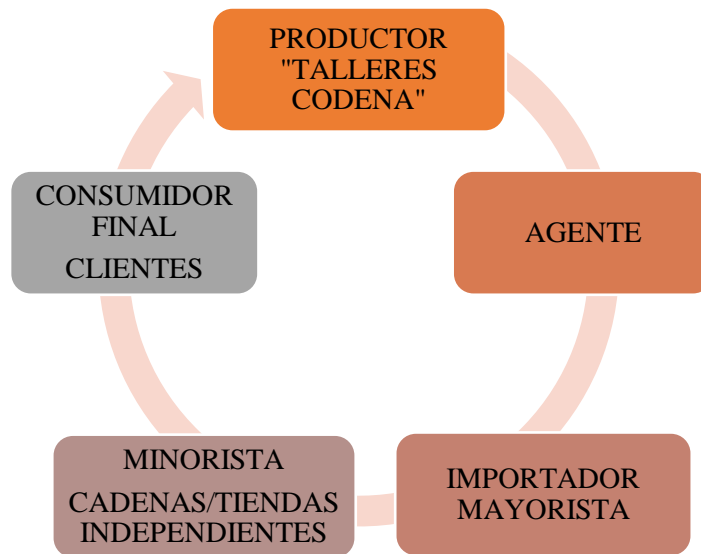 PRODUCTOR
"TALLERES
CODENA"
AGENTE
IMPORTADOR
MAYORISTA
MINORISTA
CADENAS/TIENDAS
INDEPENDIENTES
CONSUMIDOR
FINAL
CLIENTES